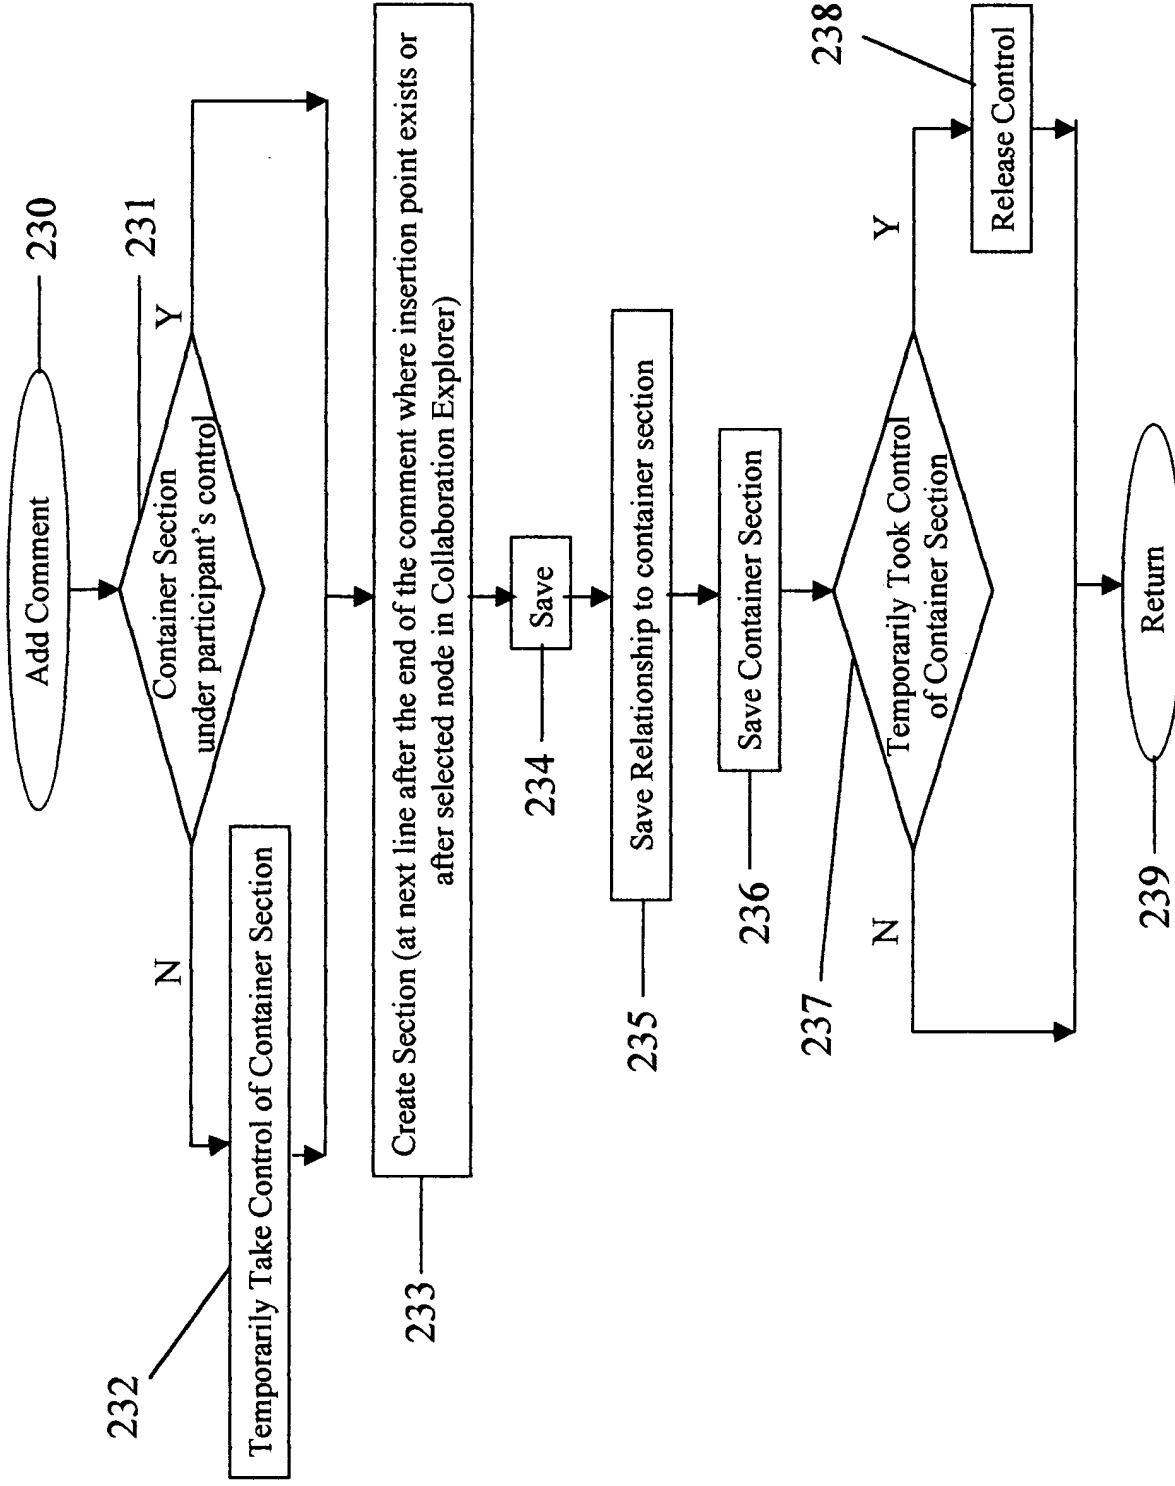 Add Comment
230
Container Section
under participant's control
231
N
Y
232
Temporarily Take Control of Container Section
233
Create Section (at next line after the end of the comment where insertion point exists or
after selected node in Collaboration Explorer)
234
Save
235
Save Relationship to container section
236
Save Container Section
237
Temporarily Took Control
of Container Section
N
Y
238
Release Control
239
Return